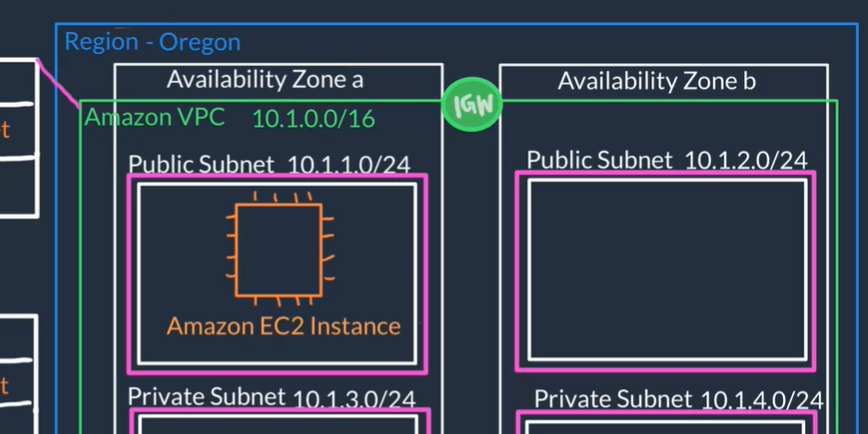 Region - Oregon
Availability Zone a
Availability Zone b
IGW
Amazon VPC 10.1.0.0/16
Public Subnet 10.1.1.0/24
Public Subnet 10.1.2.0/24
Amazon EC2 Instance
Private Subnet 10.1.3.0/24
Private Subnet 10.1.4.0/24